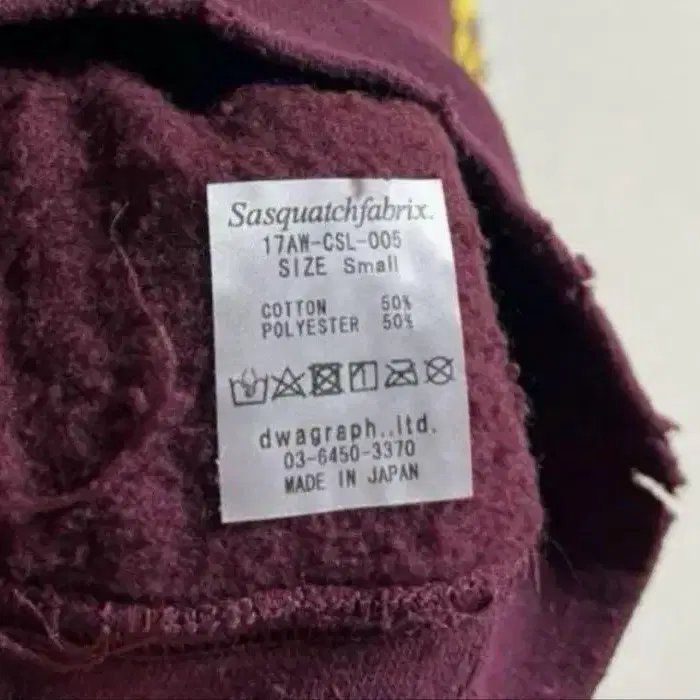 Sasquatchfabrix.
17AW-CSL-005
SIZE Small
COTTON 50%
POLYESTER 50%
dwagraph.,ltd.
03-6450-3370
MADE IN JAPAN